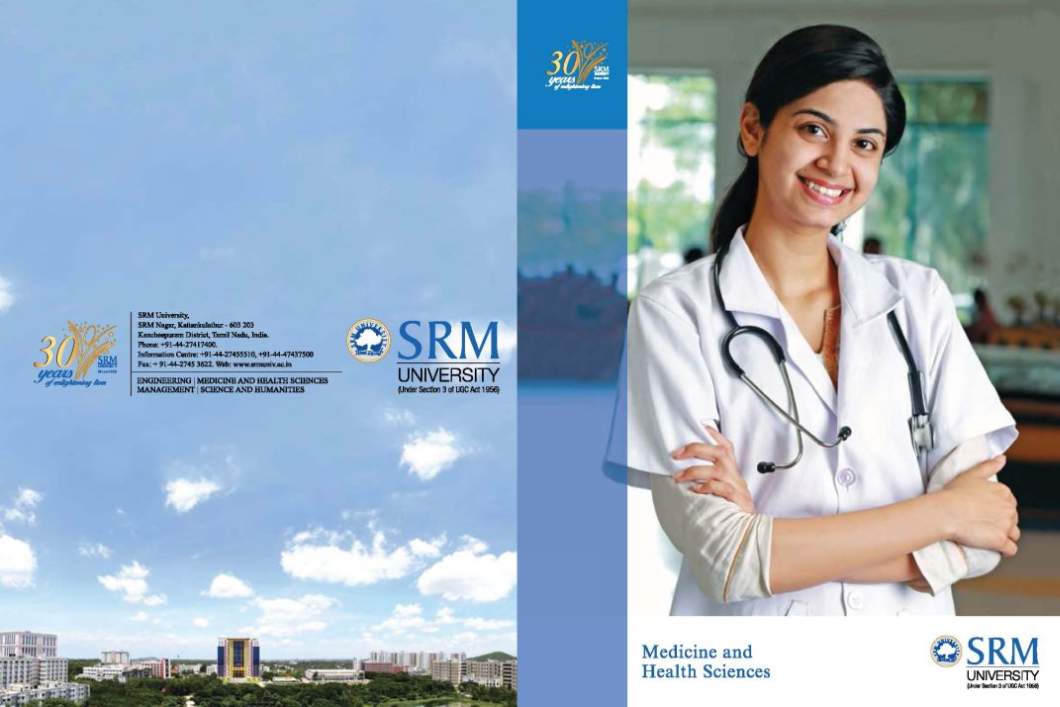 30
years
of enlightening lives
SRM
UNIVERSITY
SRM University,
SRM Nagar, Kattankulathur - 603 203
Kancheepuram District, Tamil Nadu, India.
Phone: +91-44-27417400.
Information Centre: +91-44-27455510, +91-44-47437500
Fax: + 91-44-2745 3622. Web: www.srmuniv.ac.in
ENGINEERING | MEDICINE AND HEALTH SCIENCES
MANAGEMENT | SCIENCE AND HUMANITIES
SRM
UNIVERSITY
(Under Section 3 of UGC Act 1956)
30
years
of enlightening lives
SRM
Medicine and
Health Sciences
SRM
UNIVERSITY
(Under Section 3 of UGC Act 1956)